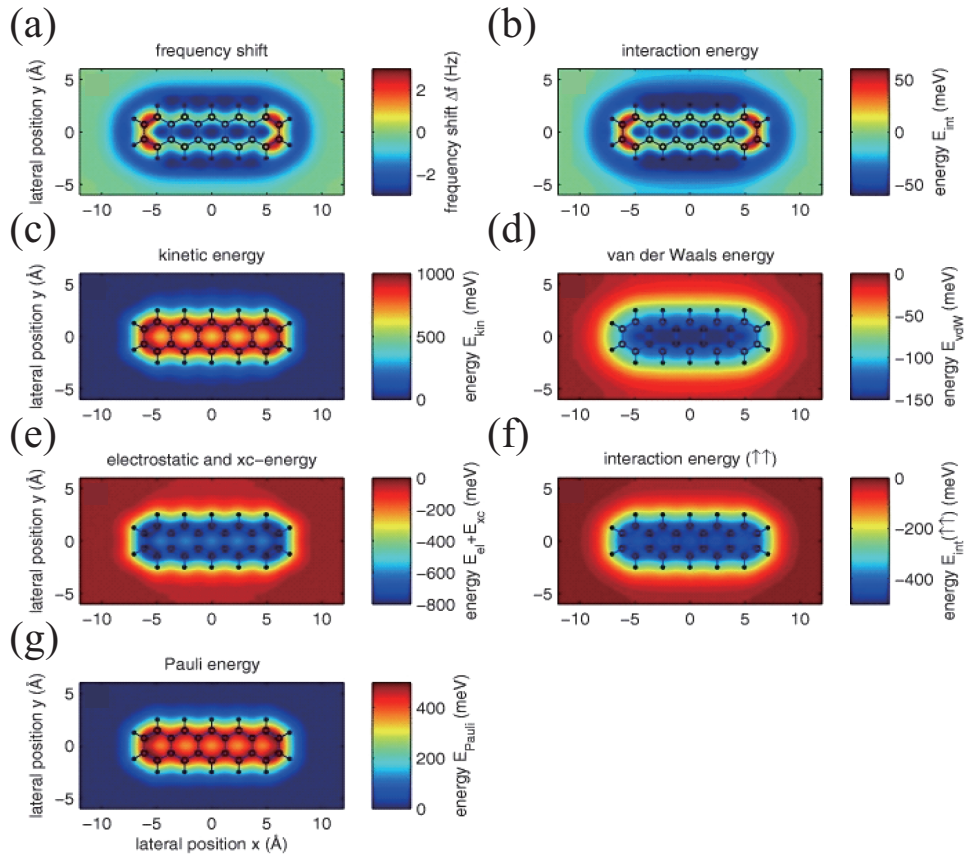 (a)
frequency shift
lateral position y (Å)
5
0
−5
−10 −5 0 5 10
2
0
−2
frequency shift Δf (Hz)
(b)
interaction energy
5
0
−5
−10 −5 0 5 10
50
0
−50
energy E_int (meV)
(c)
kinetic energy
lateral position y (Å)
5
0
−5
−10 −5 0 5 10
1000
500
0
energy E_kin (meV)
(d)
van der Waals energy
5
0
−5
−10 −5 0 5 10
0
−50
−100
−150
energy E_vdW (meV)
(e)
electrostatic and xc−energy
lateral position y (Å)
5
0
−5
−10 −5 0 5 10
0
−200
−400
−600
−800
energy E_el+E_xc (meV)
(f)
interaction energy (↑↑)
5
0
−5
−10 −5 0 5 10
0
−200
−400
energy E_int(↑↑) (meV)
(g)
Pauli energy
lateral position y (Å)
5
0
−5
−10 −5 0 5 10
lateral position x (Å)
400
200
0
energy E_Pauli (meV)